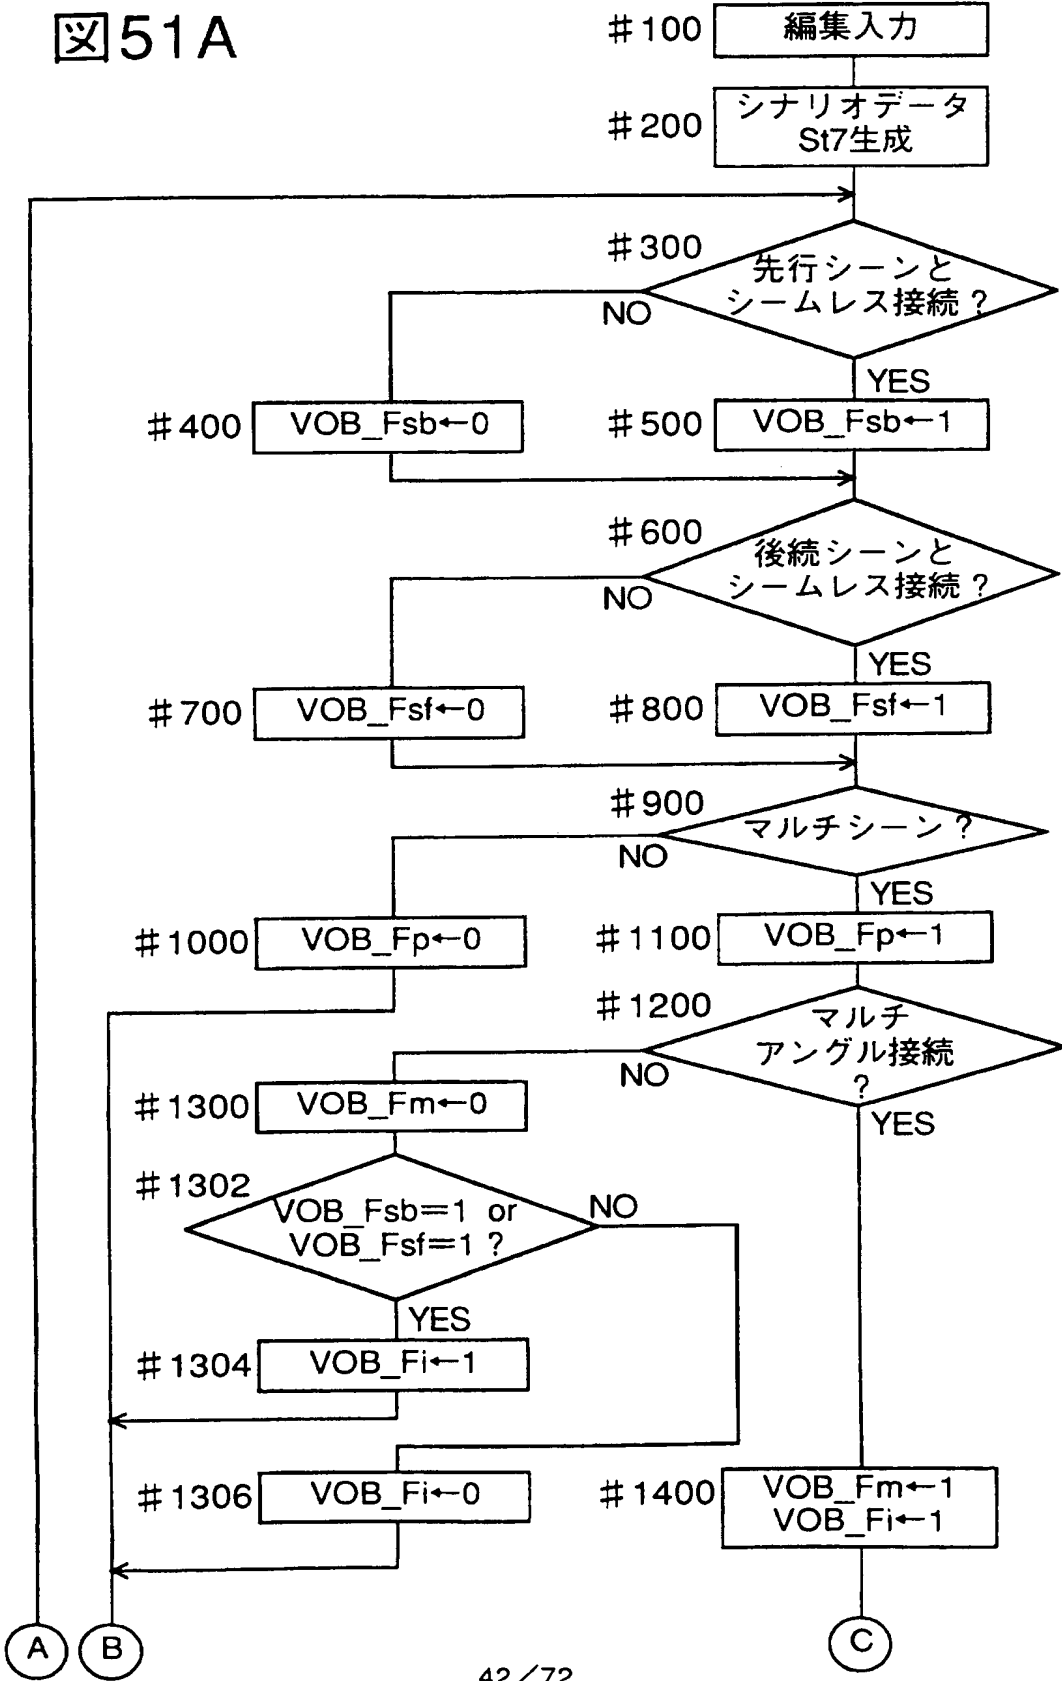 図51A
#100 編集入力
#200 シナリオデータ
St7生成
#300 先行シーンと
シームレス接続？
NO
YES
#400 VOB_Fsb←0
#500 VOB_Fsb←1
#600 後続シーンと
シームレス接続？
NO
YES
#700 VOB_Fsf←0
#800 VOB_Fsf←1
#900 マルチシーン？
NO
YES
#1000 VOB_Fp←0
#1100 VOB_Fp←1
#1200 マルチ
アングル接続
？
NO
YES
#1300 VOB_Fm←0
#1302 VOB_Fsb=1 or
VOB_Fsf=1？
NO
YES
#1304 VOB_Fi←1
#1306 VOB_Fi←0
#1400 VOB_Fm←1
VOB_Fi←1
A
B
C
42/72